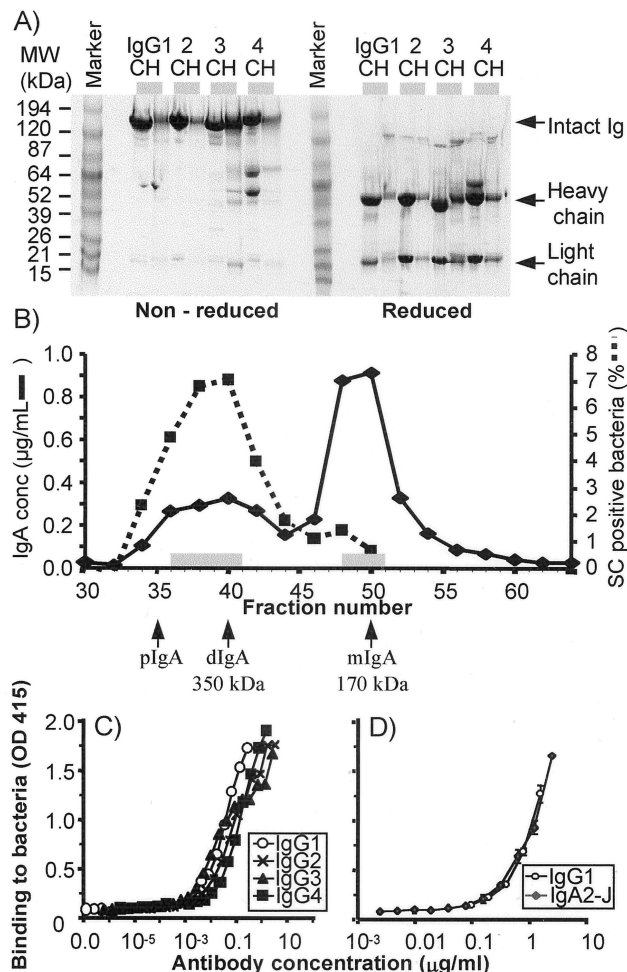 A)
MW
(kDa)
Marker
IgG1 2 3 4
CH CH CH CH
Marker
IgG1 2 3 4
CH CH CH CH
194
120
87
64
52
39
26
21
15
Intact Ig
Heavy
chain
Light
chain
Non - reduced
Reduced
B)
IgA conc (µg/mL)
1.0
0.8
0.6
0.4
0.2
0.0
SC positive bacteria (%)
8
7
6
5
4
3
2
1
0
30 35 40 45 50 55 60
Fraction number
pIgA dIgA mIgA
350 kDa 170 kDa
Binding to bacteria (OD 415)
C)
2.0
1.5
1.0
0.5
0
IgG1
IgG2
IgG3
IgG4
0.0 10-5 10-3 0.1 10
D)
IgG1
IgA2-J
10-3 0.01 0.1 1 10
Antibody concentration (µg/ml)